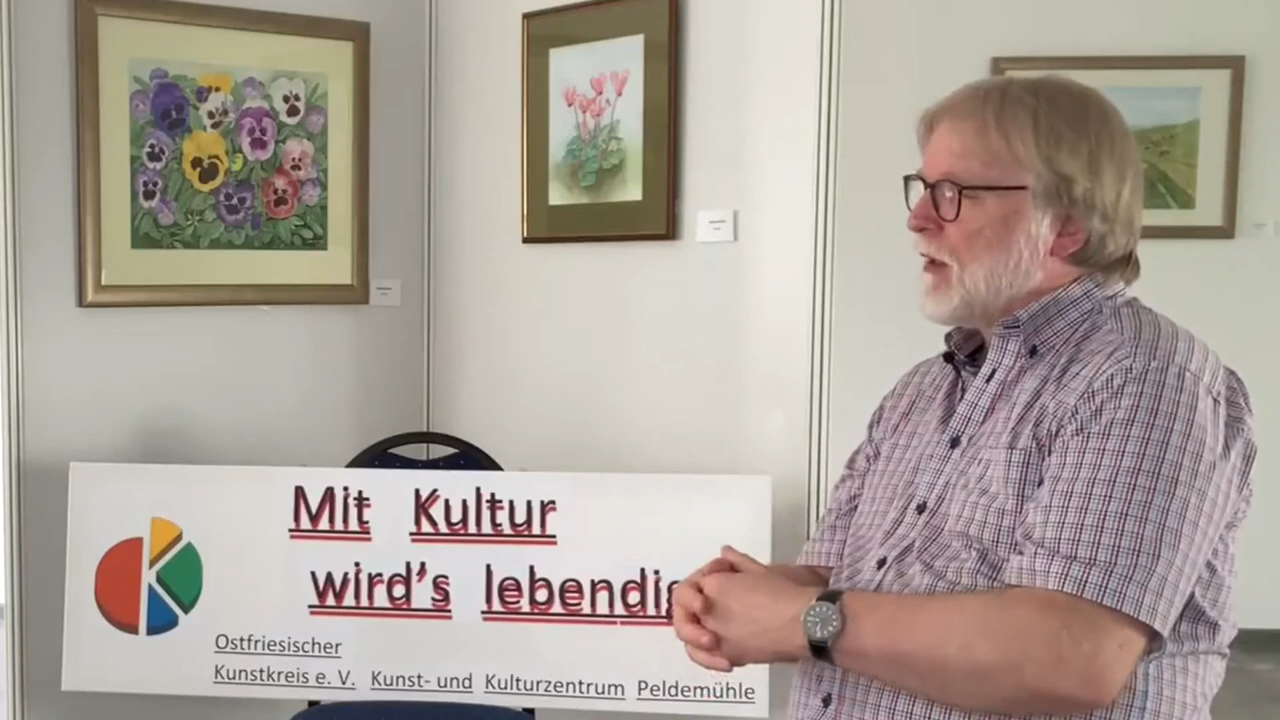 Mit Kultur
wird's lebendig
Ostfriesischer
Kunstkreis e. V. Kunst- und Kulturzentrum Peldemühle